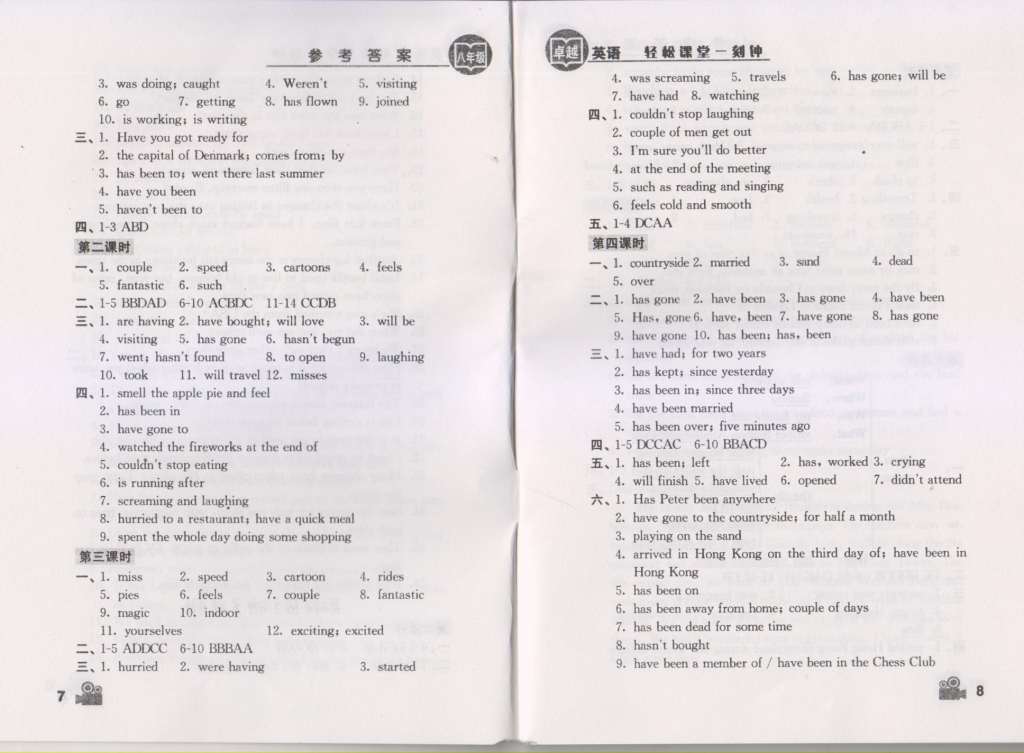 参 考 答 案
八年级
3. was doing; caught 4. Weren't 5. visiting
6. go 7. getting 8. has flown 9. joined
10. is working; is writing
三、1. Have you got ready for
2. the capital of Denmark; comes from; by
3. has been to; went there last summer
4. have you been
5. haven't been to
四、1-3 ABD
第二课时
一、1. couple 2. speed 3. cartoons 4. feels
5. fantastic 6. such
二、1-5 BBDAD 6-10 ACBDC 11-14 CCDB
三、1. are having 2. have bought; will love 3. will be
4. visiting 5. has gone 6. hasn't begun
7. went; hasn't found 8. to open 9. laughing
10. took 11. will travel 12. misses
四、1. smell the apple pie and feel
2. has been in
3. have gone to
4. watched the fireworks at the end of
5. couldn't stop eating
6. is running after
7. screaming and laughing
8. hurried to a restaurant; have a quick meal
9. spent the whole day doing some shopping
第三课时
一、1. miss 2. speed 3. cartoon 4. rides
5. pies 6. feels 7. couple 8. fantastic
9. magic 10. indoor
11. yourselves 12. exciting; excited
二、1-5 ADDCC 6-10 BBBAA
三、1. hurried 2. were having 3. started
7
卓越 英语 轻松课堂一刻钟
4. was screaming 5. travels 6. has gone; will be
7. have had 8. watching
四、1. couldn't stop laughing
2. couple of men get out
3. I'm sure you'll do better
4. at the end of the meeting
5. such as reading and singing
6. feels cold and smooth
五、1-4 DCAA
第四课时
一、1. countryside 2. married 3. sand 4. dead
5. over
二、1. has gone 2. have been 3. has gone 4. have been
5. Has, gone 6. have, been 7. have gone 8. has gone
9. have gone 10. has been; has, been
三、1. have had; for two years
2. has kept; since yesterday
3. has been in; since three days
4. have been married
5. has been over; five minutes ago
四、1-5 DCCAC 6-10 BBACD
五、1. has been; left 2. has, worked 3. crying
4. will finish 5. have lived 6. opened 7. didn't attend
六、1. Has Peter been anywhere
2. have gone to the countryside; for half a month
3. playing on the sand
4. arrived in Hong Kong on the third day of; have been in
Hong Kong
5. has been on
6. has been away from home; couple of days
7. has been dead for some time
8. hasn't bought
9. have been a member of / have been in the Chess Club
8